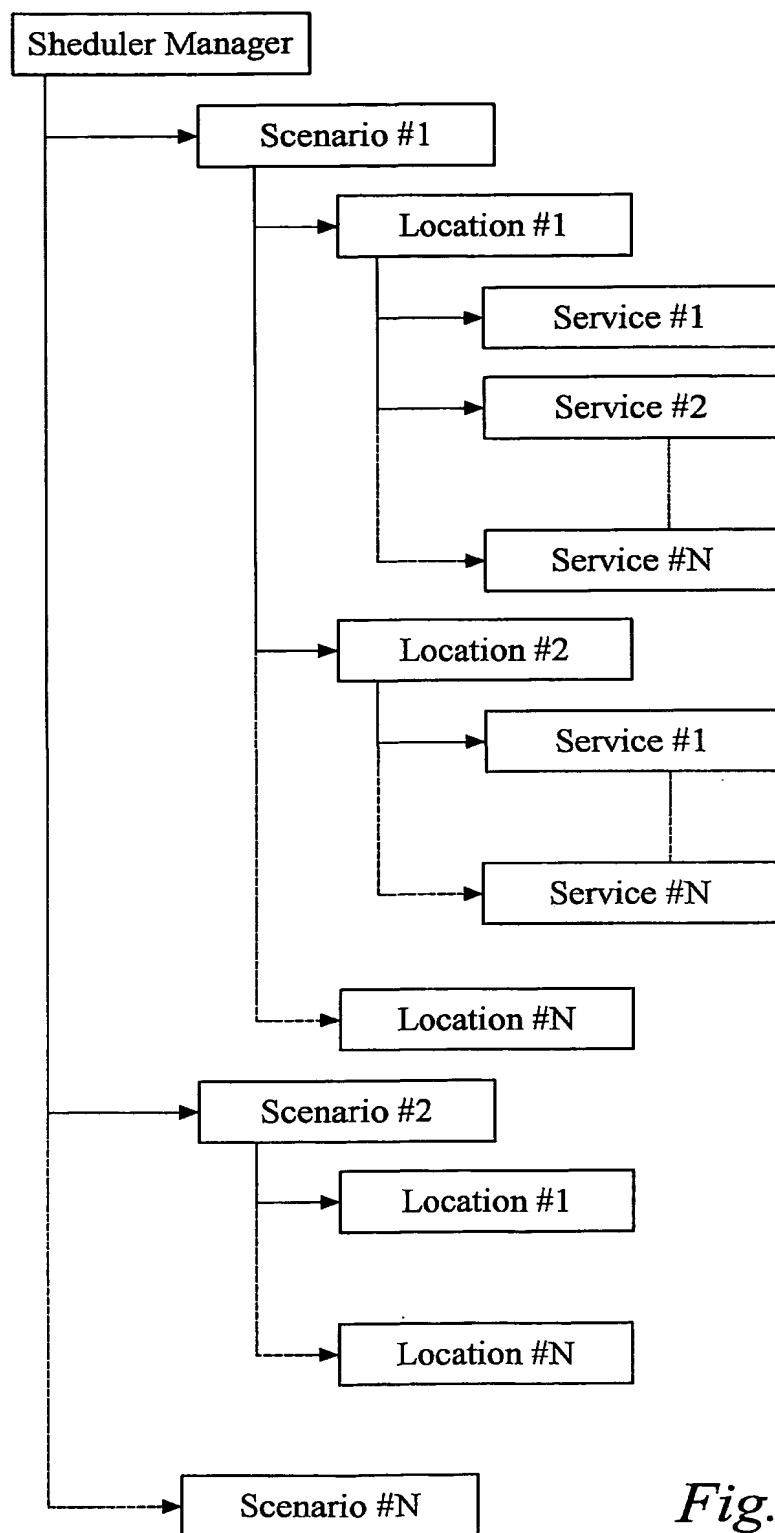 Sheduler Manager
Scenario #1
Location #1
Service #1
Service #2
Service #N
Location #2
Service #1
Service #N
Location #N
Scenario #2
Location #1
Location #N
Scenario #N
Fig.